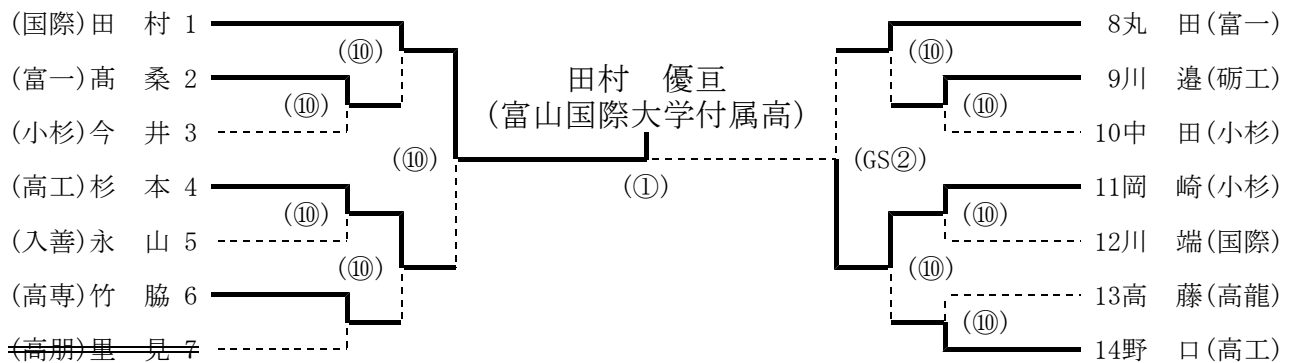 (国際)田 村 1
(富一)髙 桑 2
(小杉)今 井 3
(高工)杉 本 4
(入善)永 山 5
(高専)竹 脇 6
(高朋)里 見 7
(⑩)
(⑩)
(⑩)
(⑩)
(⑩)
田村 優亘
(富山国際大学付属高)
(①)
(GS②)
(⑩)
(⑩)
(⑩)
(⑩)
(⑩)
8丸 田(富一)
9川 邉(砺工)
10中 田(小杉)
11岡 崎(小杉)
12川 端(国際)
13高 藤(高龍)
14野 口(高工)